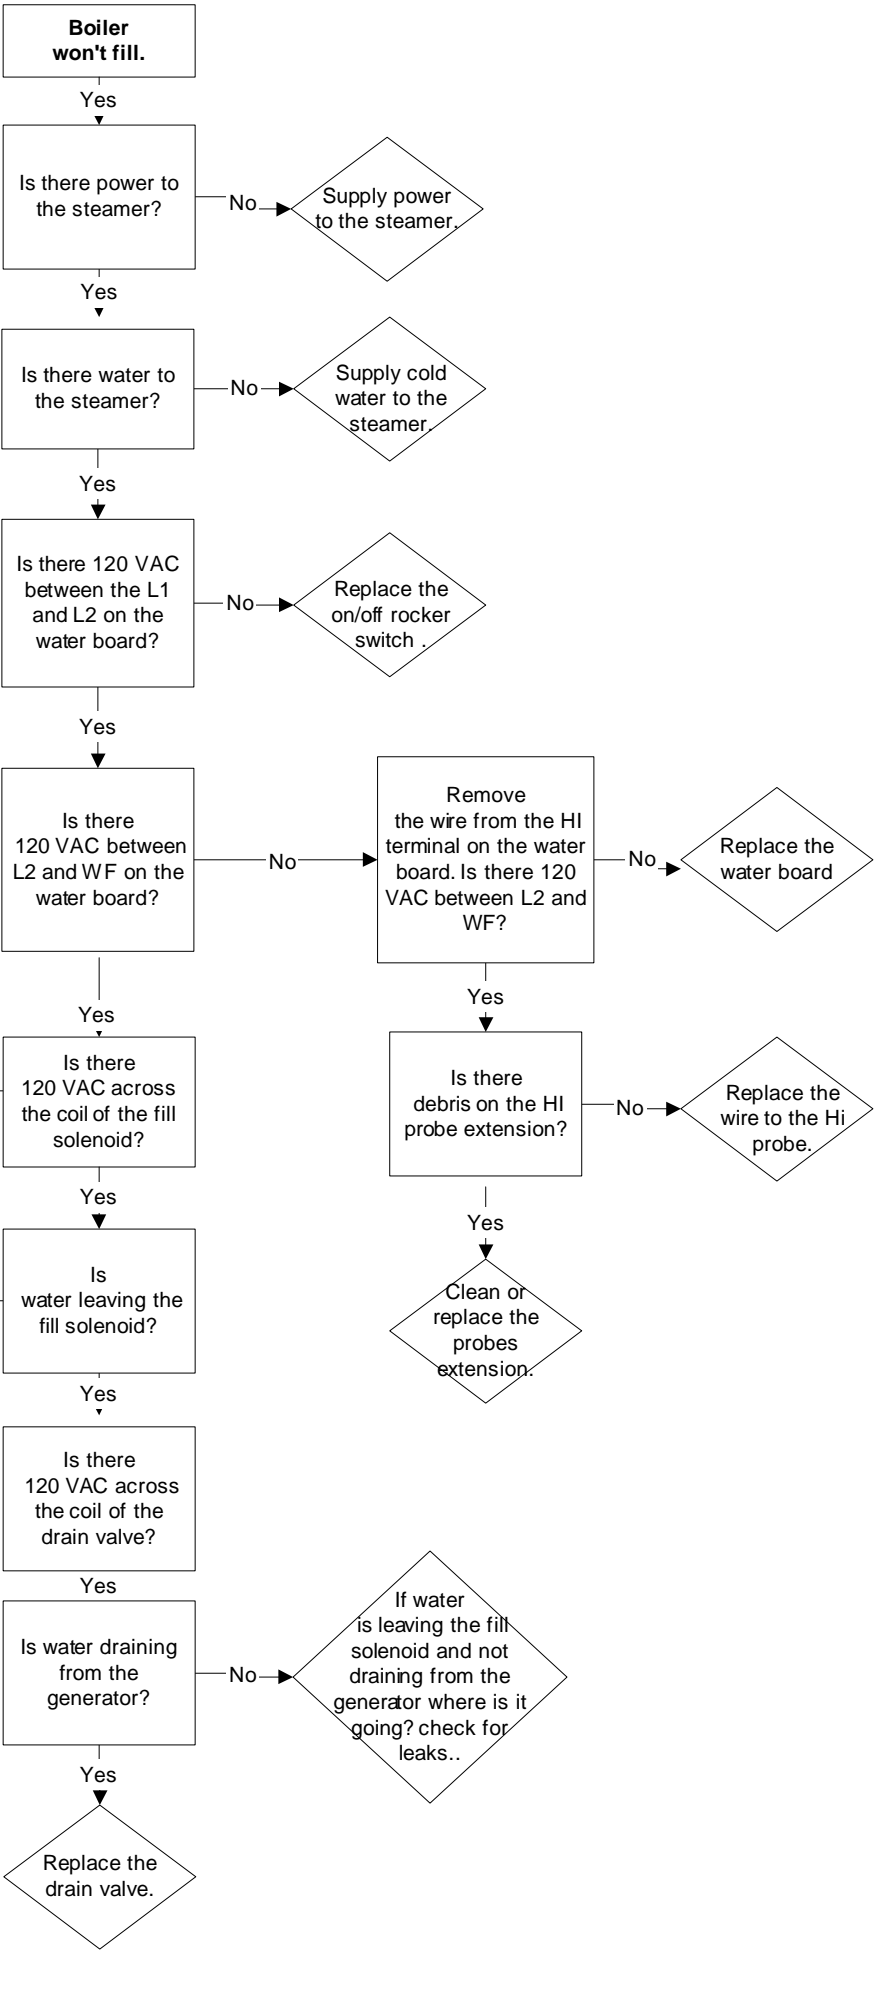 Boiler
won't fill.
Yes
Is there power to
the steamer?
No
Supply power
to the steamer.
Yes
Is there water to
the steamer?
No
Supply cold
water to the
steamer.
Yes
Is there 120 VAC
between the L1
and L2 on the
water board?
No
Replace the
on/off rocker
switch .
Yes
Is there
120 VAC between
L2 and WF on the
water board?
No
Remove
the wire from the HI
terminal on the water
board. Is there 120
VAC between L2 and
WF?
No
Replace the
water board
Yes
Is there
debris on the HI
probe extension?
No
Replace the
wire to the Hi
probe.
Yes
Clean or
replace the
probes
extension.
Yes
Is there
120 VAC across
the coil of the fill
solenoid?
Yes
Is
water leaving the
fill solenoid?
Yes
Is there
120 VAC across
the coil of the
drain valve?
Yes
Is water draining
from the
generator?
No
If water
is leaving the fill
solenoid and not
draining from the
generator where is it
going? check for
leaks..
Yes
Replace the
drain valve.